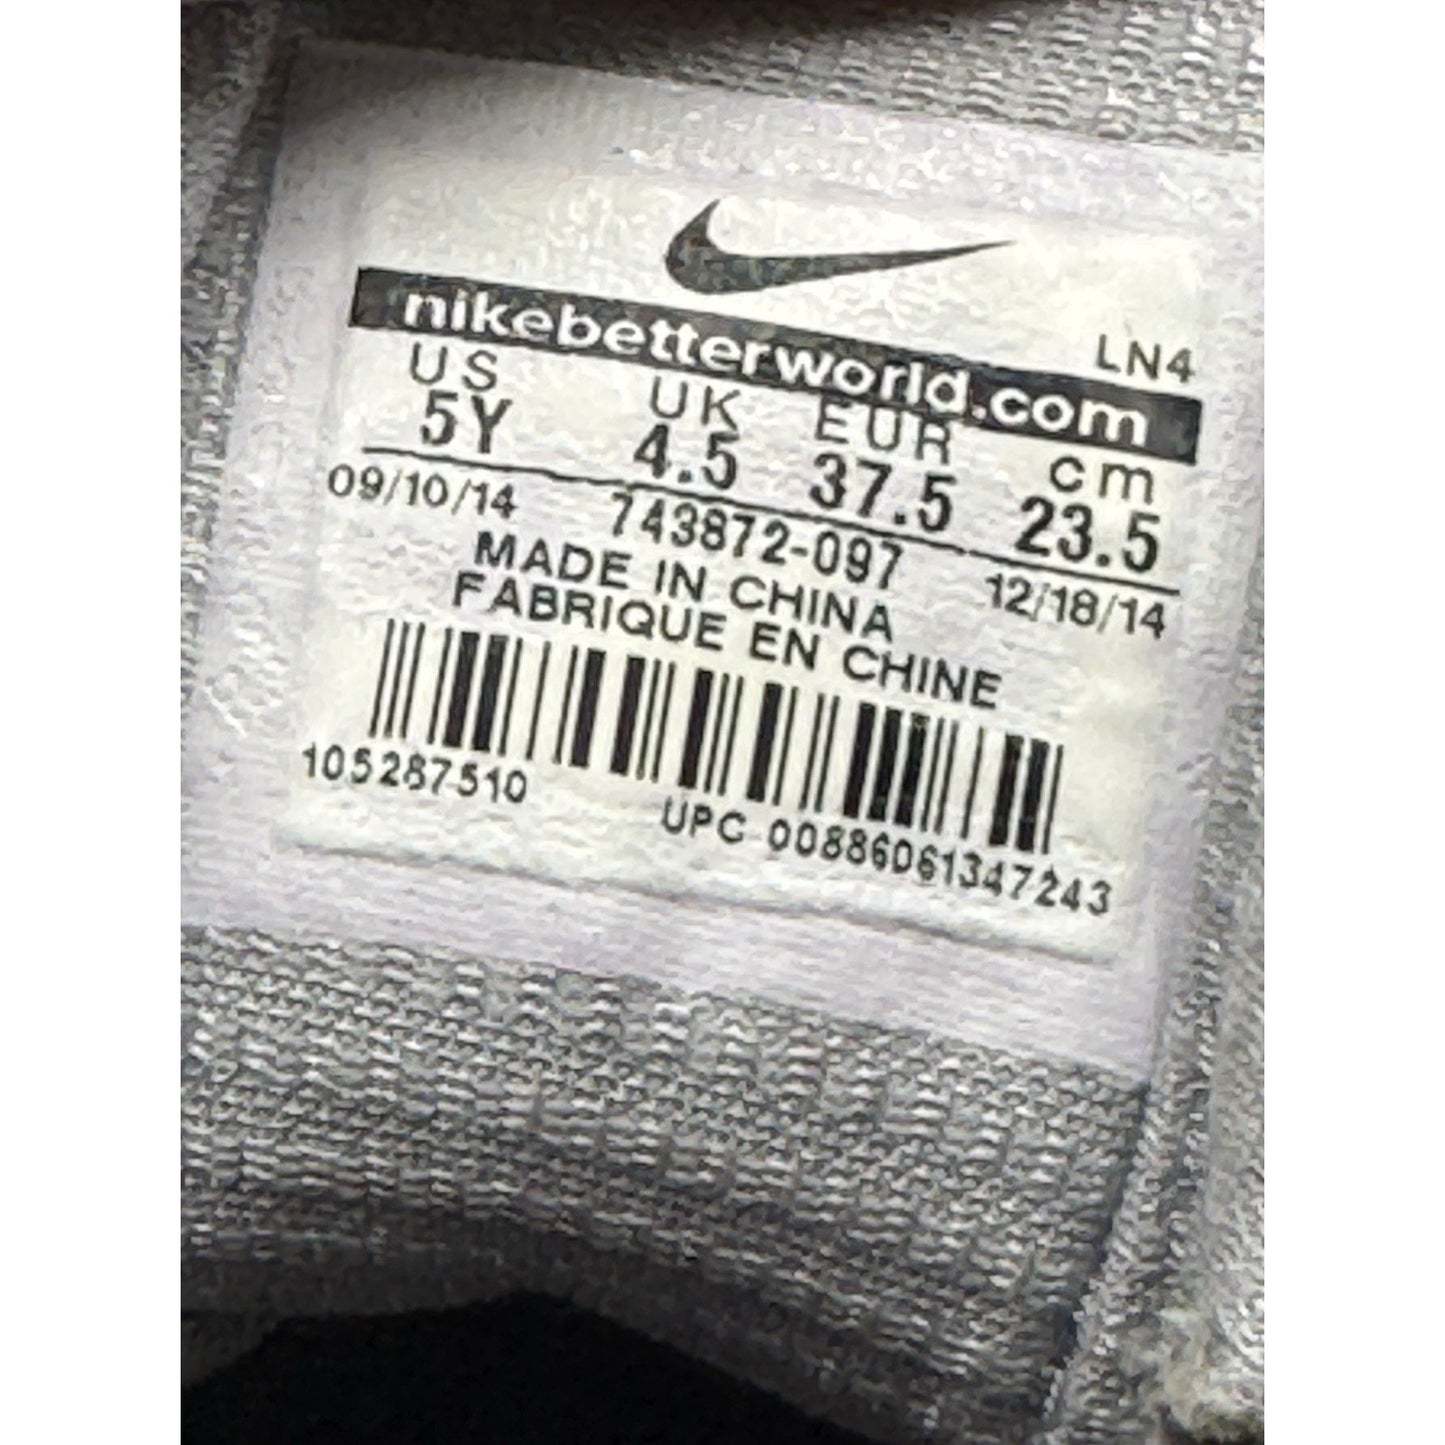 LN4
nikebetterworld.com
US UK EUR cm
5Y 4.5 37.5 23.5
09/10/14 743872-097 12/18/14
MADE IN CHINA
FABRIQUE EN CHINE
105287510
UPC 00886061347243